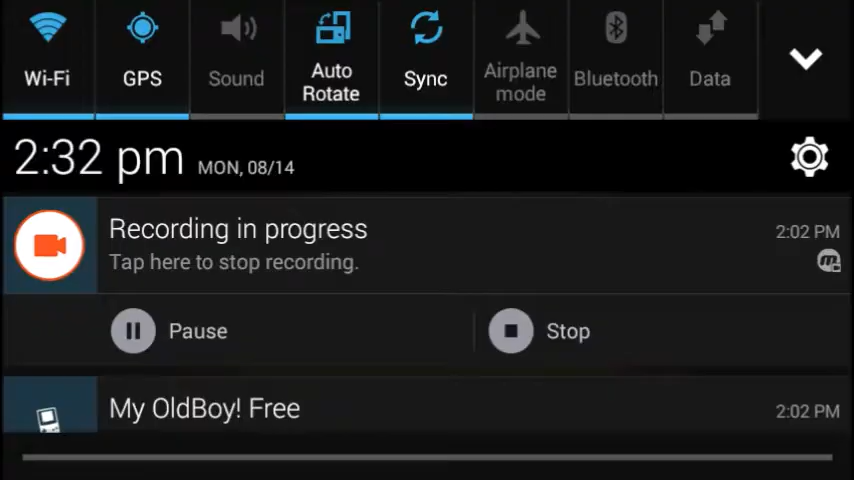 Wi-Fi
GPS
Sound
Auto
Rotate
Sync
Airplane
mode
Bluetooth
Data
2:32 pm MON, 08/14
Recording in progress
2:02 PM
Tap here to stop recording.
Pause
Stop
My OldBoy! Free
2:02 PM